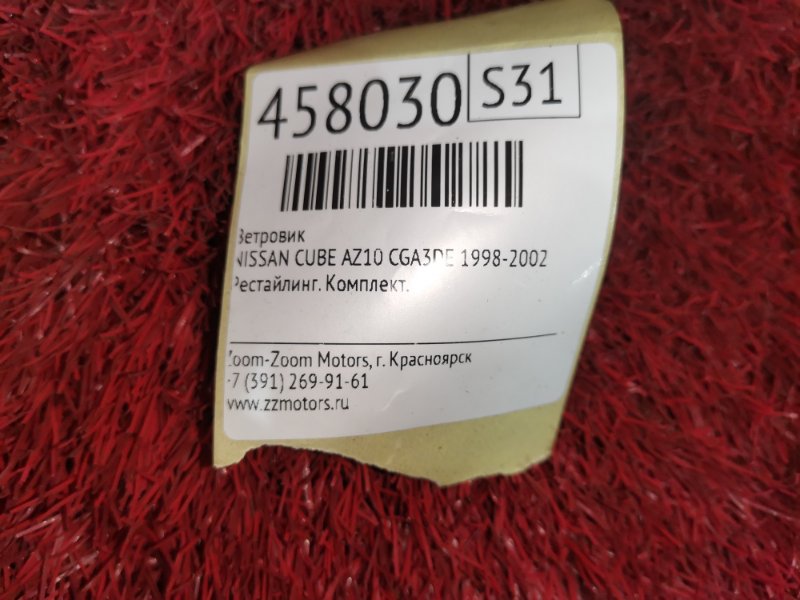 458030 S31
Ветровик
NISSAN CUBE AZ10 CGA3DE 1998-2002
Рестайлинг. Комплект.
Zoom-Zoom Motors, г. Красноярск
+7 (391) 269-91-61
www.zzmotors.ru